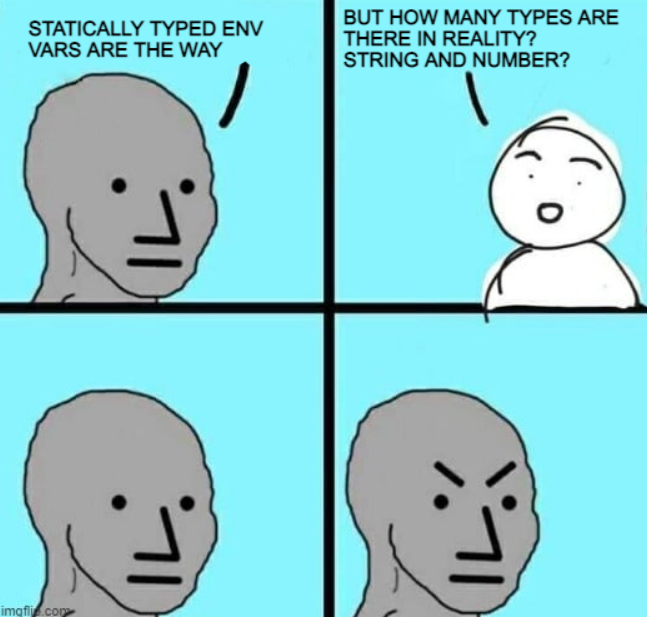 STATICALLY TYPED ENV
VARS ARE THE WAY
BUT HOW MANY TYPES ARE
THERE IN REALITY?
STRING AND NUMBER?
imgflip.com